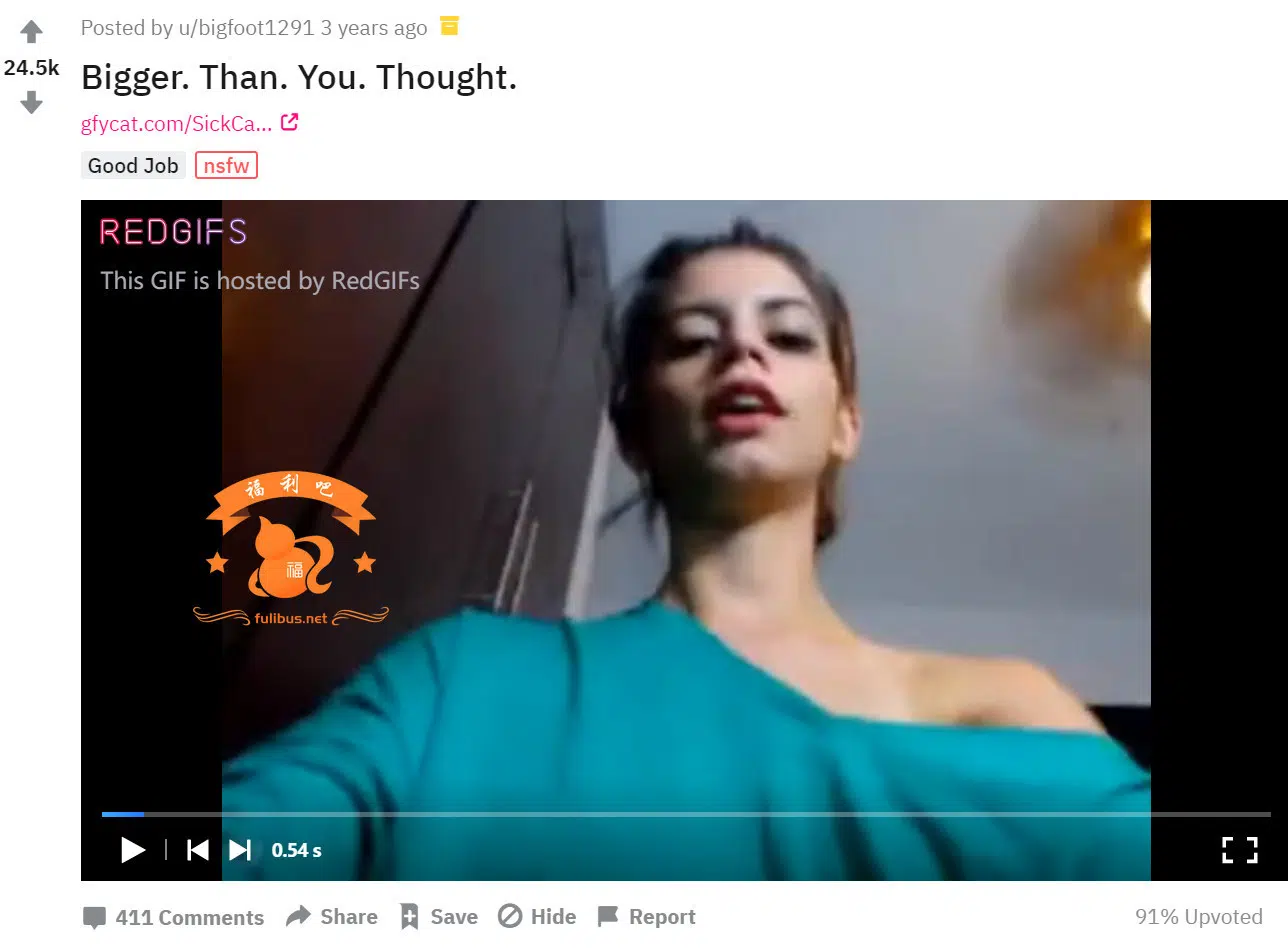 Posted by u/bigfoot1291 3 years ago
24.5k
Bigger. Than. You. Thought.
gfycat.com/SickCa...
Good Job nsfw
REDGIFS
This GIF is hosted by RedGIFs
福利吧
福
fulibus.net
0.54 s
411 Comments Share Save Hide Report 91% Upvoted